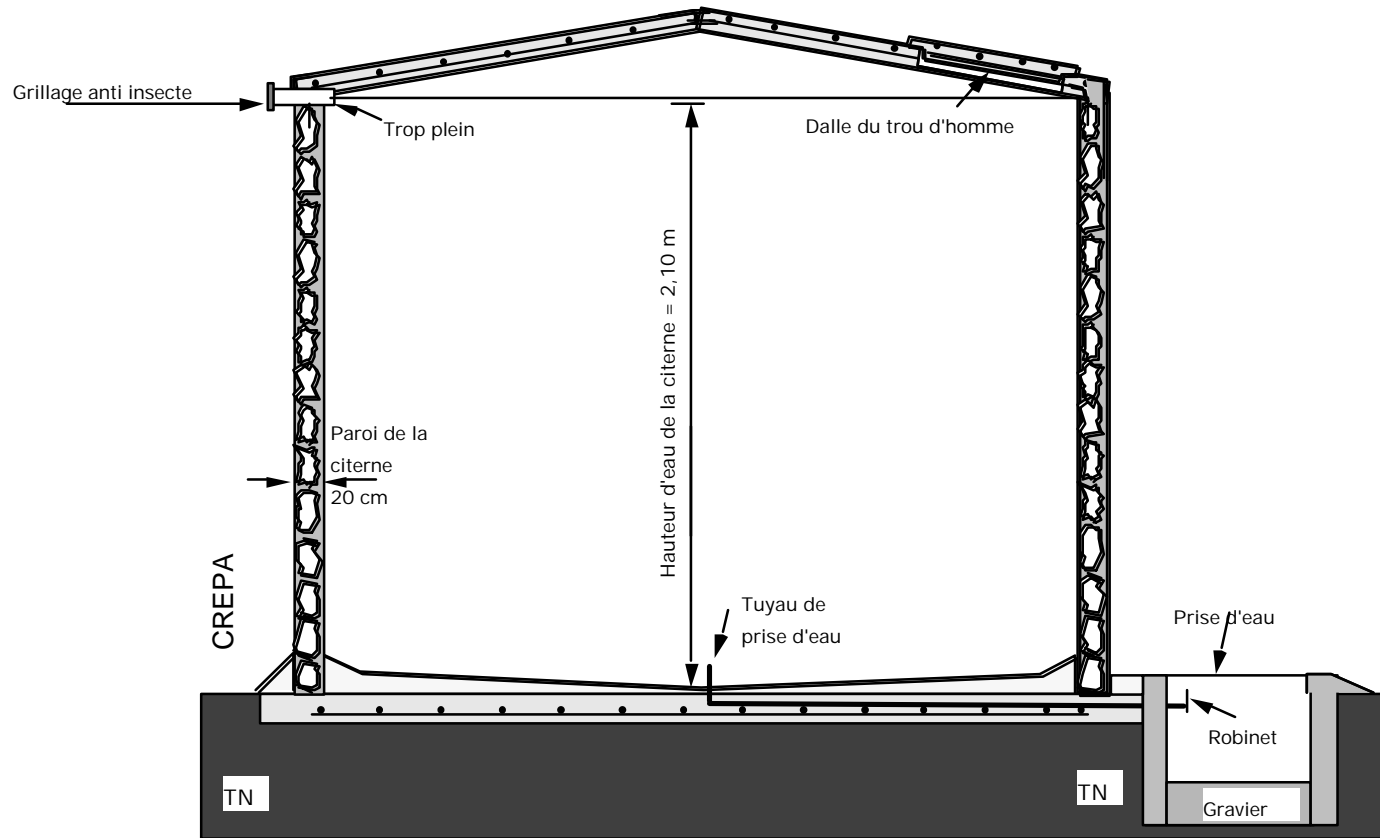 Grillage anti insecte
Trop plein
Dalle du trou d'homme
Hauteur d'eau de la citerne = 2,10 m
Paroi de la
citerne
20 cm
CREPA
Tuyau de
prise d'eau
Prise d'eau
Robinet
TN
TN
Gravier